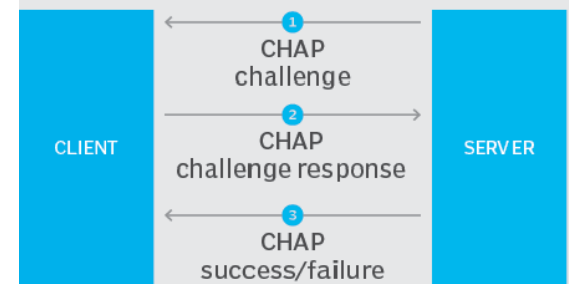 1
CHAP
challenge
2
CLIENT
CHAP
challenge response
SERVER
3
CHAP
success/failure